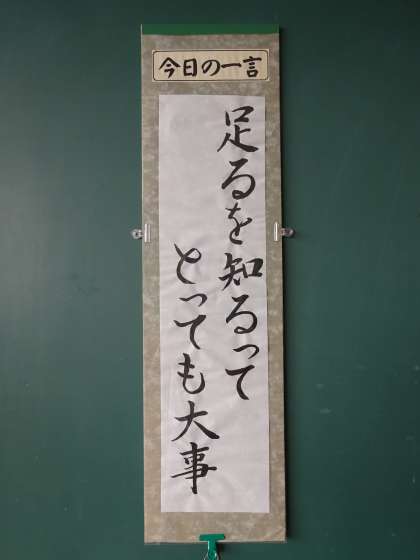 今日の一言
足るを知るって
とっても大事